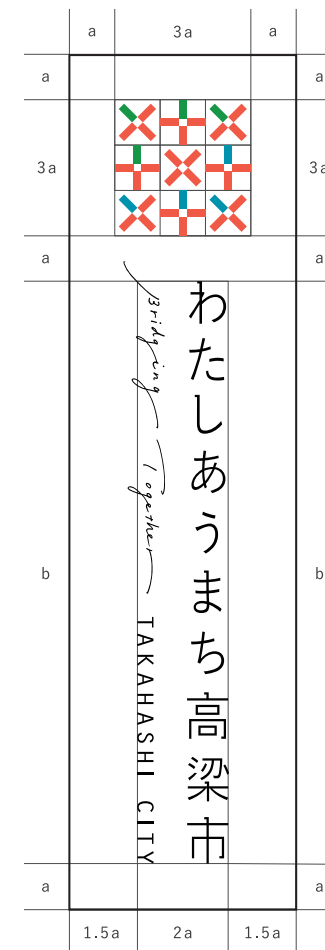 a 3a a
a a
3a 3a
a a
わたしあうまち高梁市
Bridging Together
TAKAHASHI CITY
b b
a a
1.5a 2a 1.5a